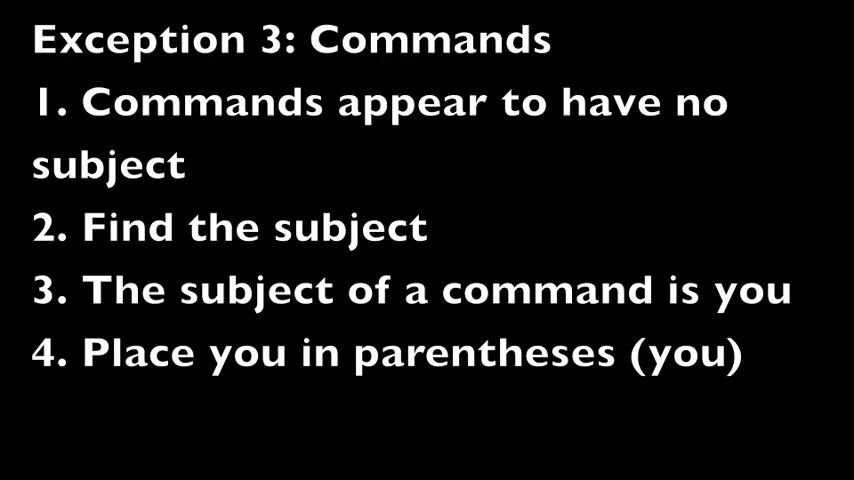 Exception 3: Commands
1. Commands appear to have no
subject
2. Find the subject
3. The subject of a command is you
4. Place you in parentheses (you)